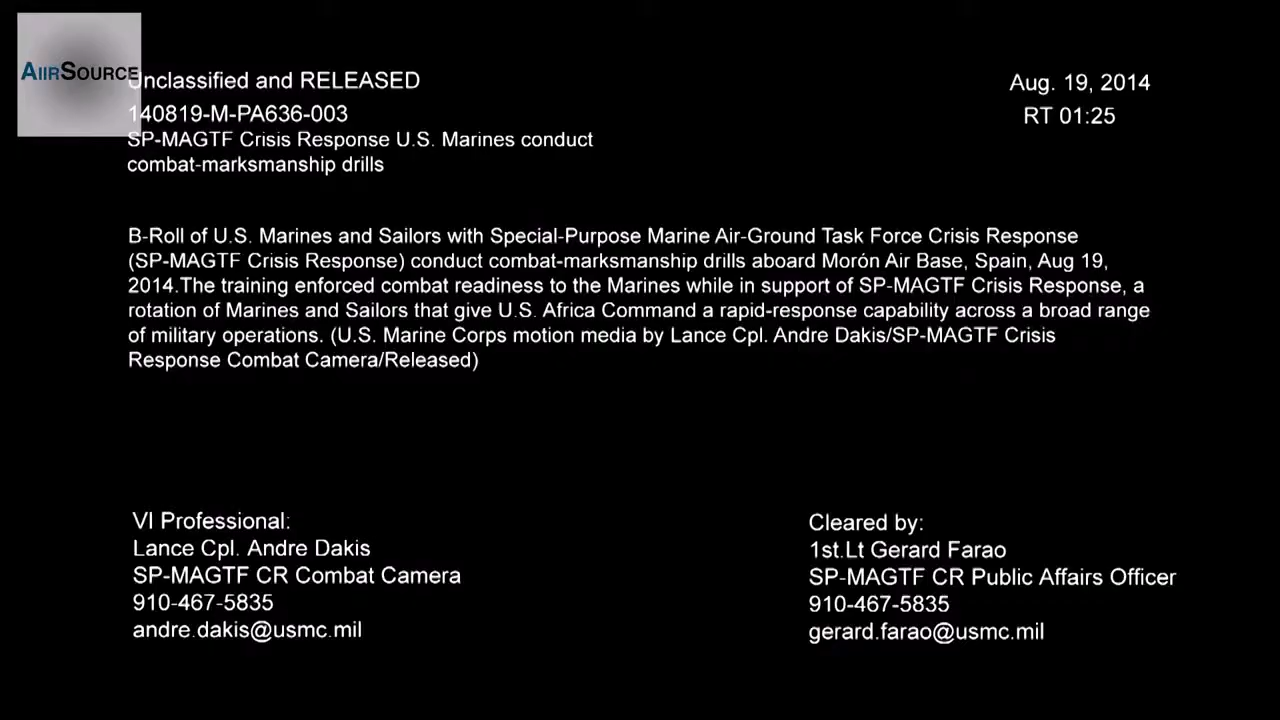 AIIRSOURCE
Unclassified and RELEASED
Aug. 19, 2014
140819-M-PA636-003
RT 01:25
SP-MAGTF Crisis Response U.S. Marines conduct
combat-marksmanship drills
B-Roll of U.S. Marines and Sailors with Special-Purpose Marine Air-Ground Task Force Crisis Response
(SP-MAGTF Crisis Response) conduct combat-marksmanship drills aboard Morón Air Base, Spain, Aug 19,
2014.The training enforced combat readiness to the Marines while in support of SP-MAGTF Crisis Response, a
rotation of Marines and Sailors that give U.S. Africa Command a rapid-response capability across a broad range
of military operations. (U.S. Marine Corps motion media by Lance Cpl. Andre Dakis/SP-MAGTF Crisis
Response Combat Camera/Released)
VI Professional:
Lance Cpl. Andre Dakis
SP-MAGTF CR Combat Camera
910-467-5835
andre.dakis@usmc.mil
Cleared by:
1st.Lt Gerard Farao
SP-MAGTF CR Public Affairs Officer
910-467-5835
gerard.farao@usmc.mil